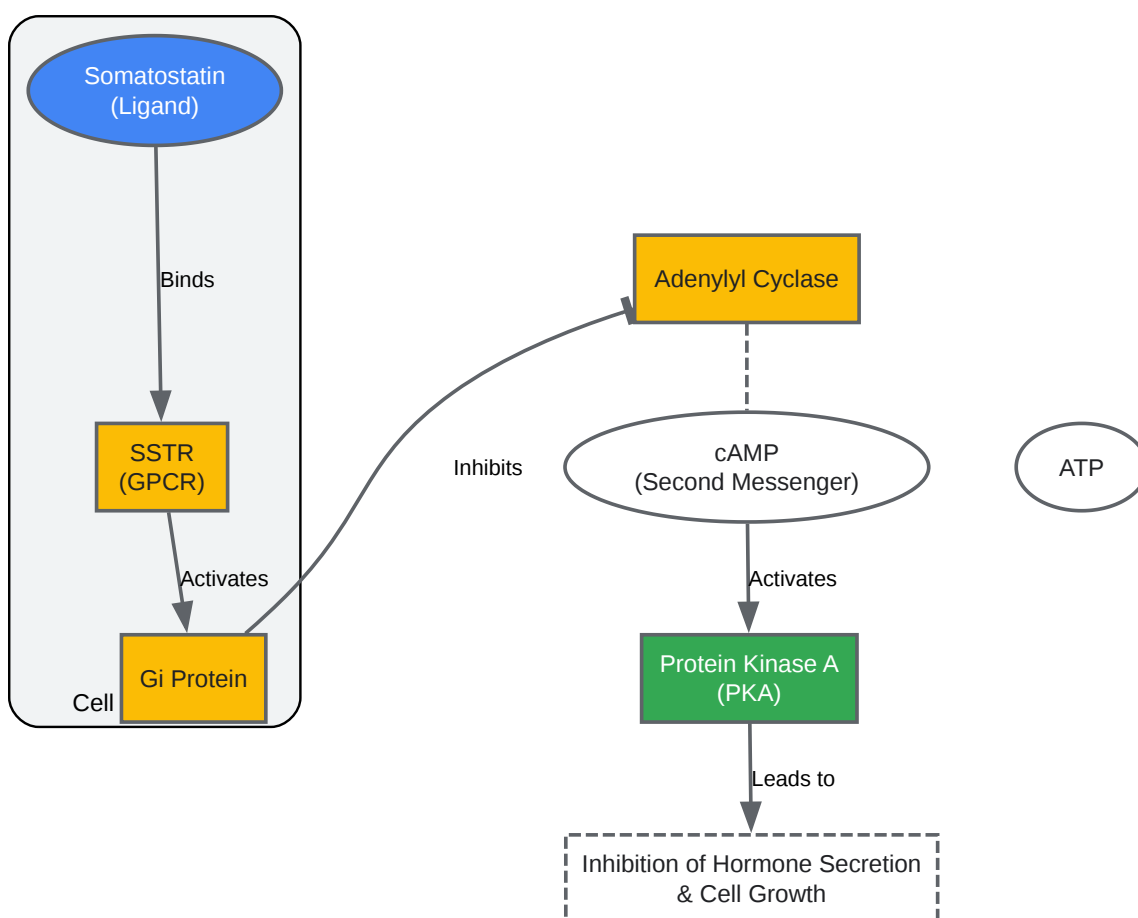 Somatostatin
(Ligand)
Binds
Adenylyl Cyclase
SSTR
(GPCR)
Inhibits
cAMP
(Second Messenger)
ATP
Activates
Activates
Gi Protein
Cell
Protein Kinase A
(PKA)
Leads to
Inhibition of Hormone Secretion
& Cell Growth